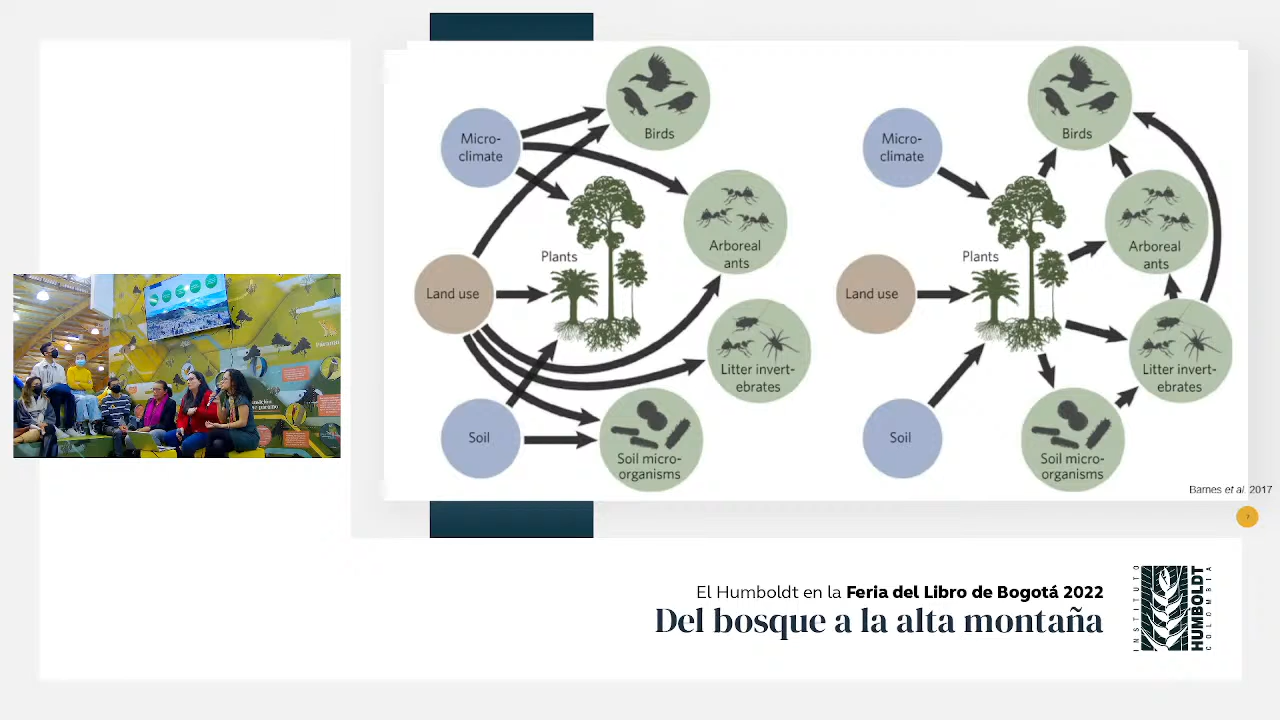 Birds
Micro-
climate
Arboreal
ants
Plants
Land use
Litter invert-
ebrates
Soil
Soil micro-
organisms
Birds
Micro-
climate
Arboreal
ants
Plants
Land use
Litter invert-
ebrates
Soil
Soil micro-
organisms
Barnes et al. 2017
7
El Humboldt en la Feria del Libro de Bogotá 2022
Del bosque a la alta montaña
INSTITUTO
HUMBOLDT
COLOMBIA